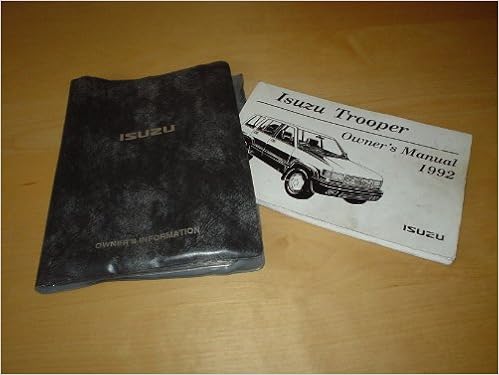 ISUZU
OWNER'S INFORMATION
Isuzu Trooper
Owner's Manual
1992
ISUZU